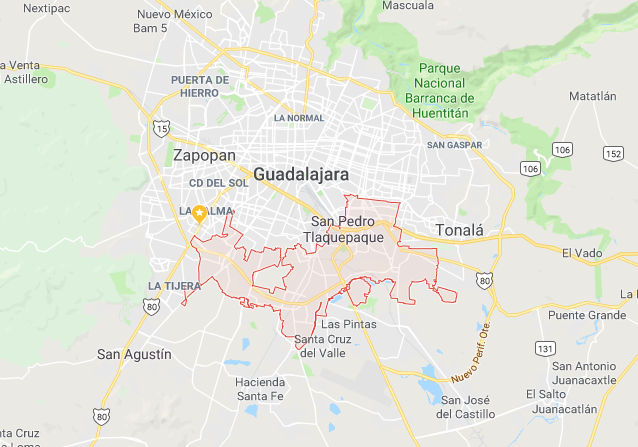 Nextipac
Nuevo México
Bam 5
Mascuala
La Venta
Astillero
PUERTA DE
HIERRO
Parque
Nacional
Barranca de
Huentitán
Matatlán
LA NORMAL
15
Zapopan
SAN GASPAR
106
106
152
CD DEL SOL
Guadalajara
LA CALMA
San Pedro
Tlaquepaque
Tonalá
El Vado
80
LA TIJERA
80
Puente Grande
Las Pintas
Santa Cruz
del Valle
Nuevo Perif. Ote.
131
San Agustín
San Antonio
Juanacaxtle
Hacienda
Santa Fe
San José
del Castillo
El Salto
Juanacatlán
80
nta Cruz